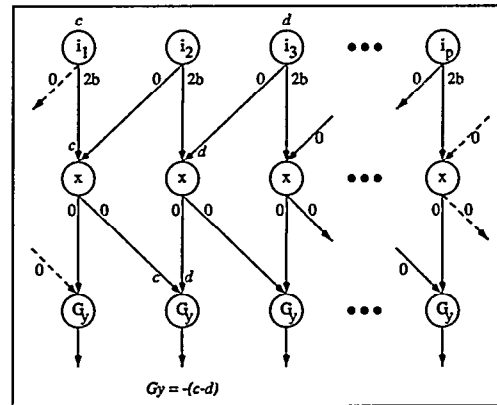 c d
i1 i2 i3 ••• ip
0 2b 0 2b 0 2b 0 2b
c d 0 0
x x x ••• x
0 0 0 0 0 0 0 0
0 c d 0
Gy Gy Gy ••• Gy
Gy = -(c-d)